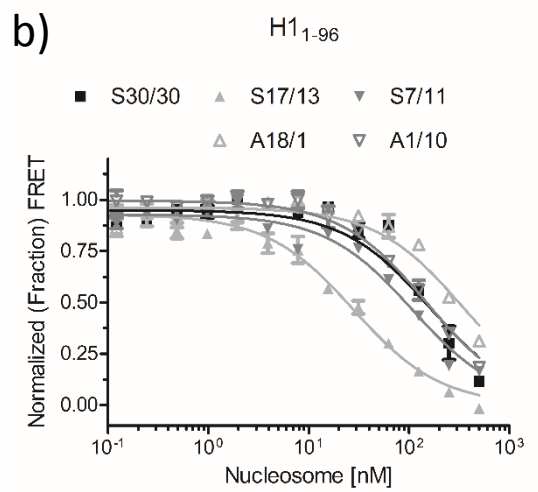 b)
H1₁₋₉₆
■ S30/30 ▲ S17/13 ▼ S7/11
△ A18/1 ▽ A1/10
Normalized (Fraction) FRET
1.00
0.75
0.50
0.25
0.00
10⁻¹ 10⁰ 10¹ 10² 10³
Nucleosome [nM]